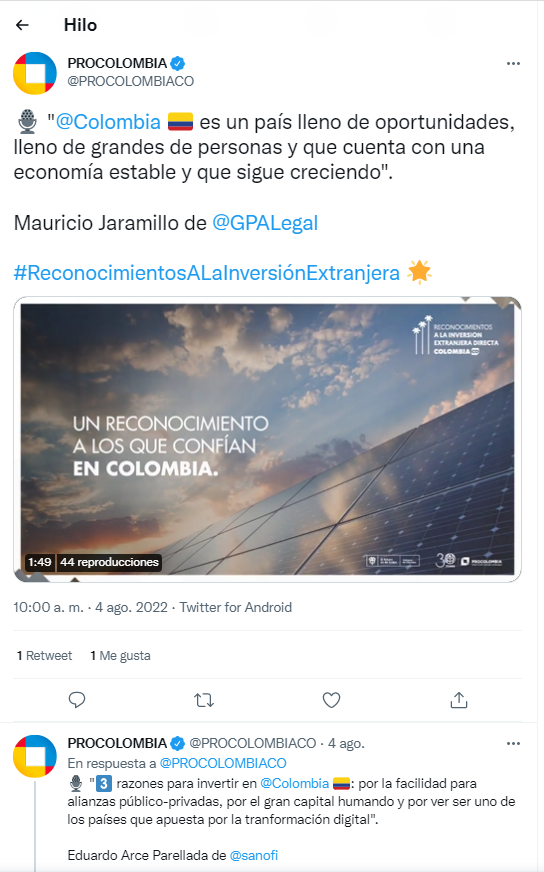 Hilo
PROCOLOMBIA
@PROCOLOMBIACO
"@Colombia es un país lleno de oportunidades,
lleno de grandes de personas y que cuenta con una
economía estable y que sigue creciendo".
Mauricio Jaramillo de @GPALegal
#ReconocimientosALaInversiónExtranjera
RECONOCIMIENTOS
A LA INVERSIÓN
EXTRANJERA DIRECTA
COLOMBIA
UN RECONOCIMIENTO
A LOS QUE CONFÍAN
EN COLOMBIA.
1:49 44 reproducciones
30 PROCOLOMBIA
10:00 a. m. · 4 ago. 2022 · Twitter for Android
1 Retweet 1 Me gusta
PROCOLOMBIA @PROCOLOMBIACO · 4 ago.
En respuesta a @PROCOLOMBIACO
"3 razones para invertir en @Colombia : por la facilidad para
alianzas público-privadas, por el gran capital humando y por ver ser uno de
los países que apuesta por la tranformación digital".
Eduardo Arce Parellada de @sanofi